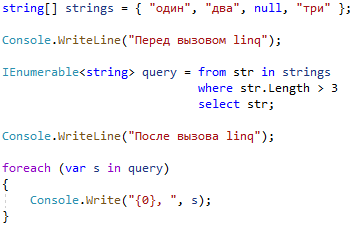 string[] strings = { "один", "два", null, "три" };
Console.WriteLine("Перед вызовом linq");
IEnumerable<string> query = from str in strings
where str.Length > 3
select str;
Console.WriteLine("После вызова linq");
foreach (var s in query)
{
Console.Write("{0}, ", s);
}